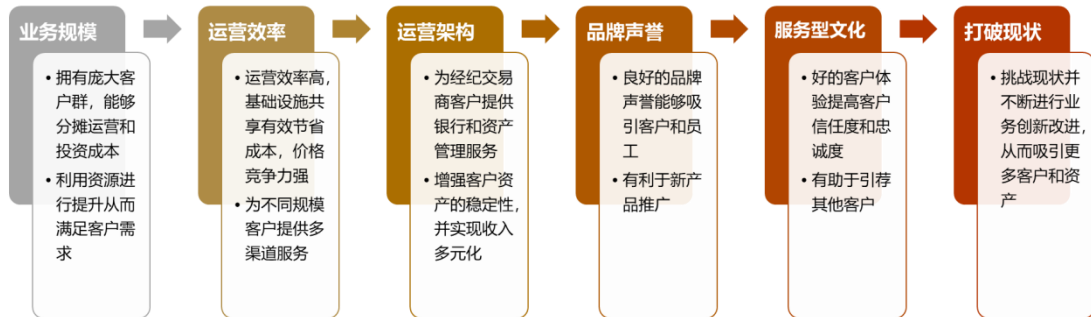 业务规模
• 拥有庞大客
户群，能够
分摊运营和
投资成本
• 利用资源进
行提升从而
满足客户需
求
运营效率
• 运营效率高，
基础设施共
享有效节省
成本，价格
竞争力强
• 为不同规模
客户提供多
渠道服务
运营架构
• 为经纪交易
商客户提供
银行和资产
管理服务
• 增强客户资
产的稳定性，
并实现收入
多元化
品牌声誉
• 良好的品牌
声誉能够吸
引客户和员
工
• 有利于新产
品推广
服务型文化
• 好的客户体
验提高客户
信任度和忠
诚度
• 有助于引荐
其他客户
打破现状
• 挑战现状并
不断进行业
务创新改进，
从而吸引更
多客户和资
产